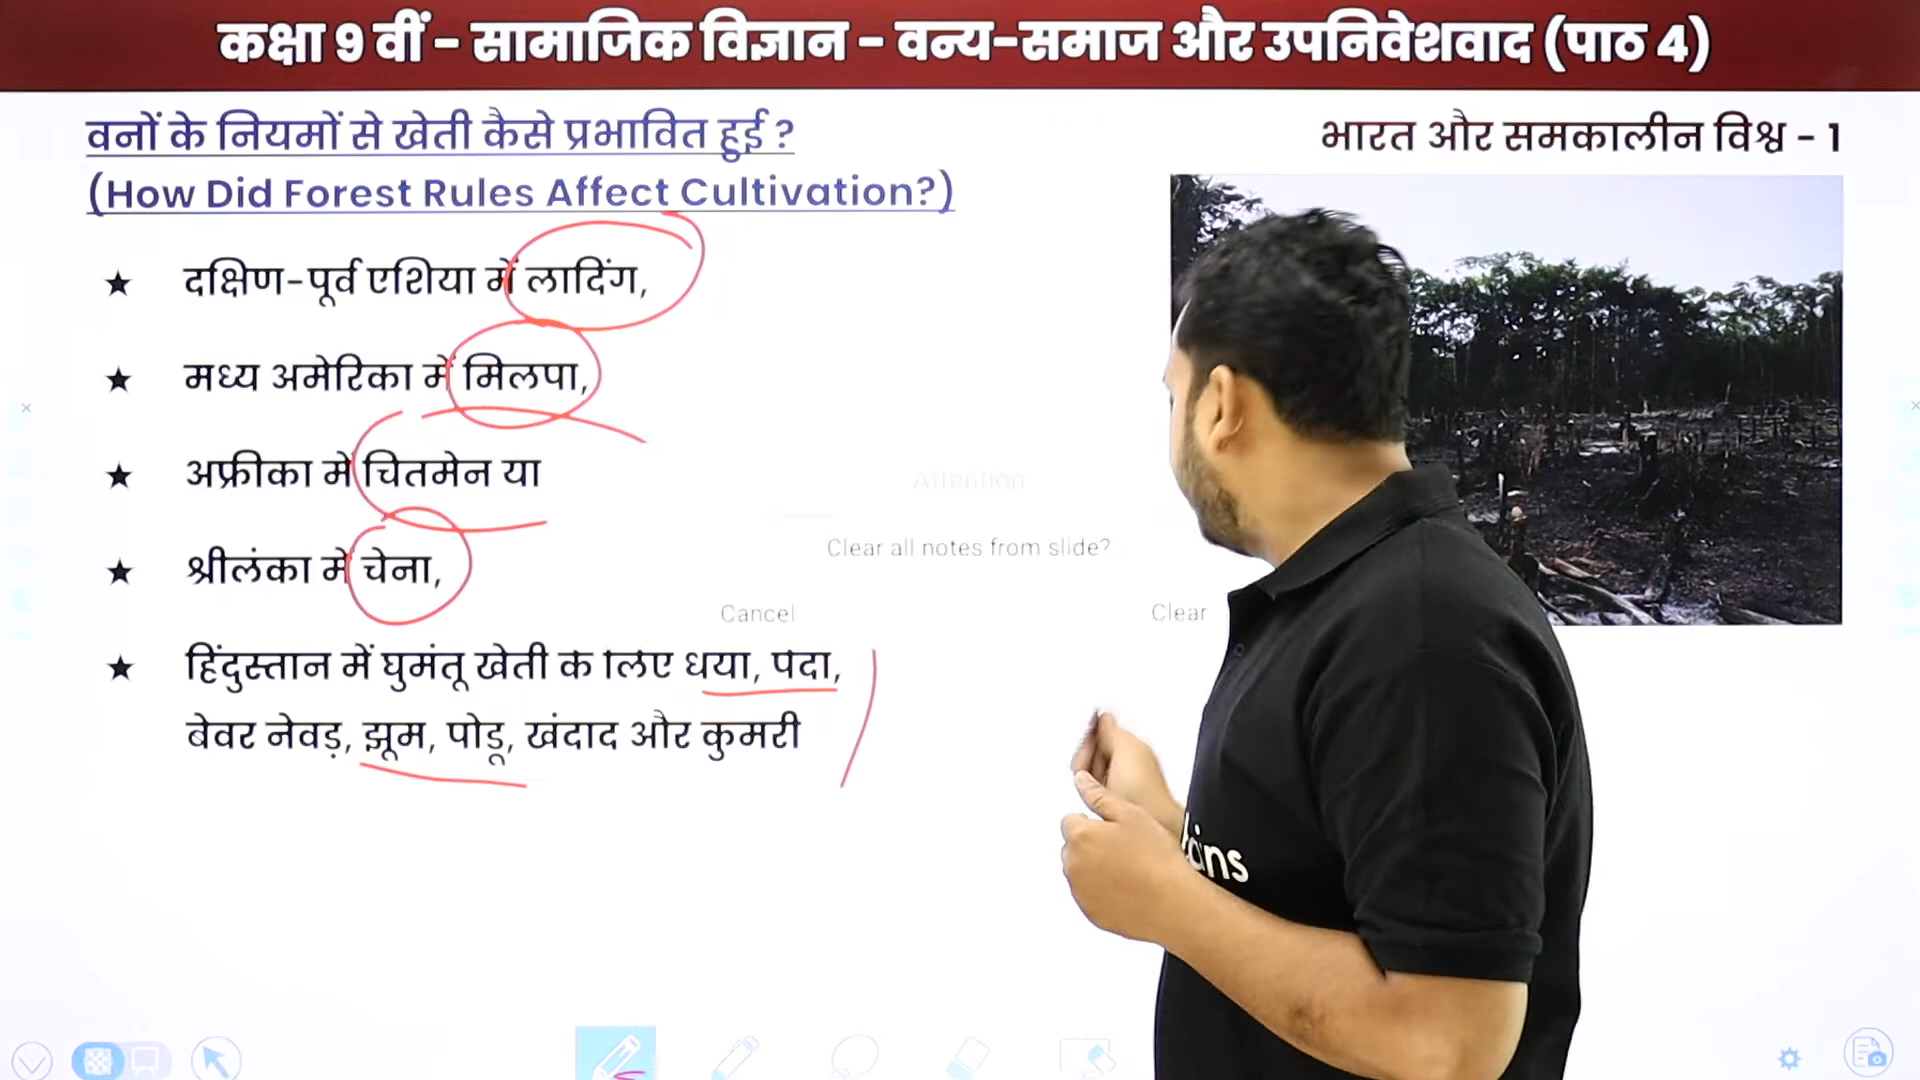 कक्षा 9 वीं - सामाजिक विज्ञान - वन्य-समाज और उपनिवेशवाद (पाठ 4)
वनों के नियमों से खेती कैसे प्रभावित हुई ?
(How Did Forest Rules Affect Cultivation?)
भारत और समकालीन विश्व - 1
★ दक्षिण-पूर्व एशिया में लादिंग,
★ मध्य अमेरिका में मिलपा,
★ अफ्रीका में चितमेन या
★ श्रीलंका में चेना,
★ हिंदुस्तान में घुमंतू खेती के लिए धया, पदा,
बेवर नेवड़, झूम, पोडू, खंदाद और कुमरी
Attention
Clear all notes from slide?
Cancel
Clear